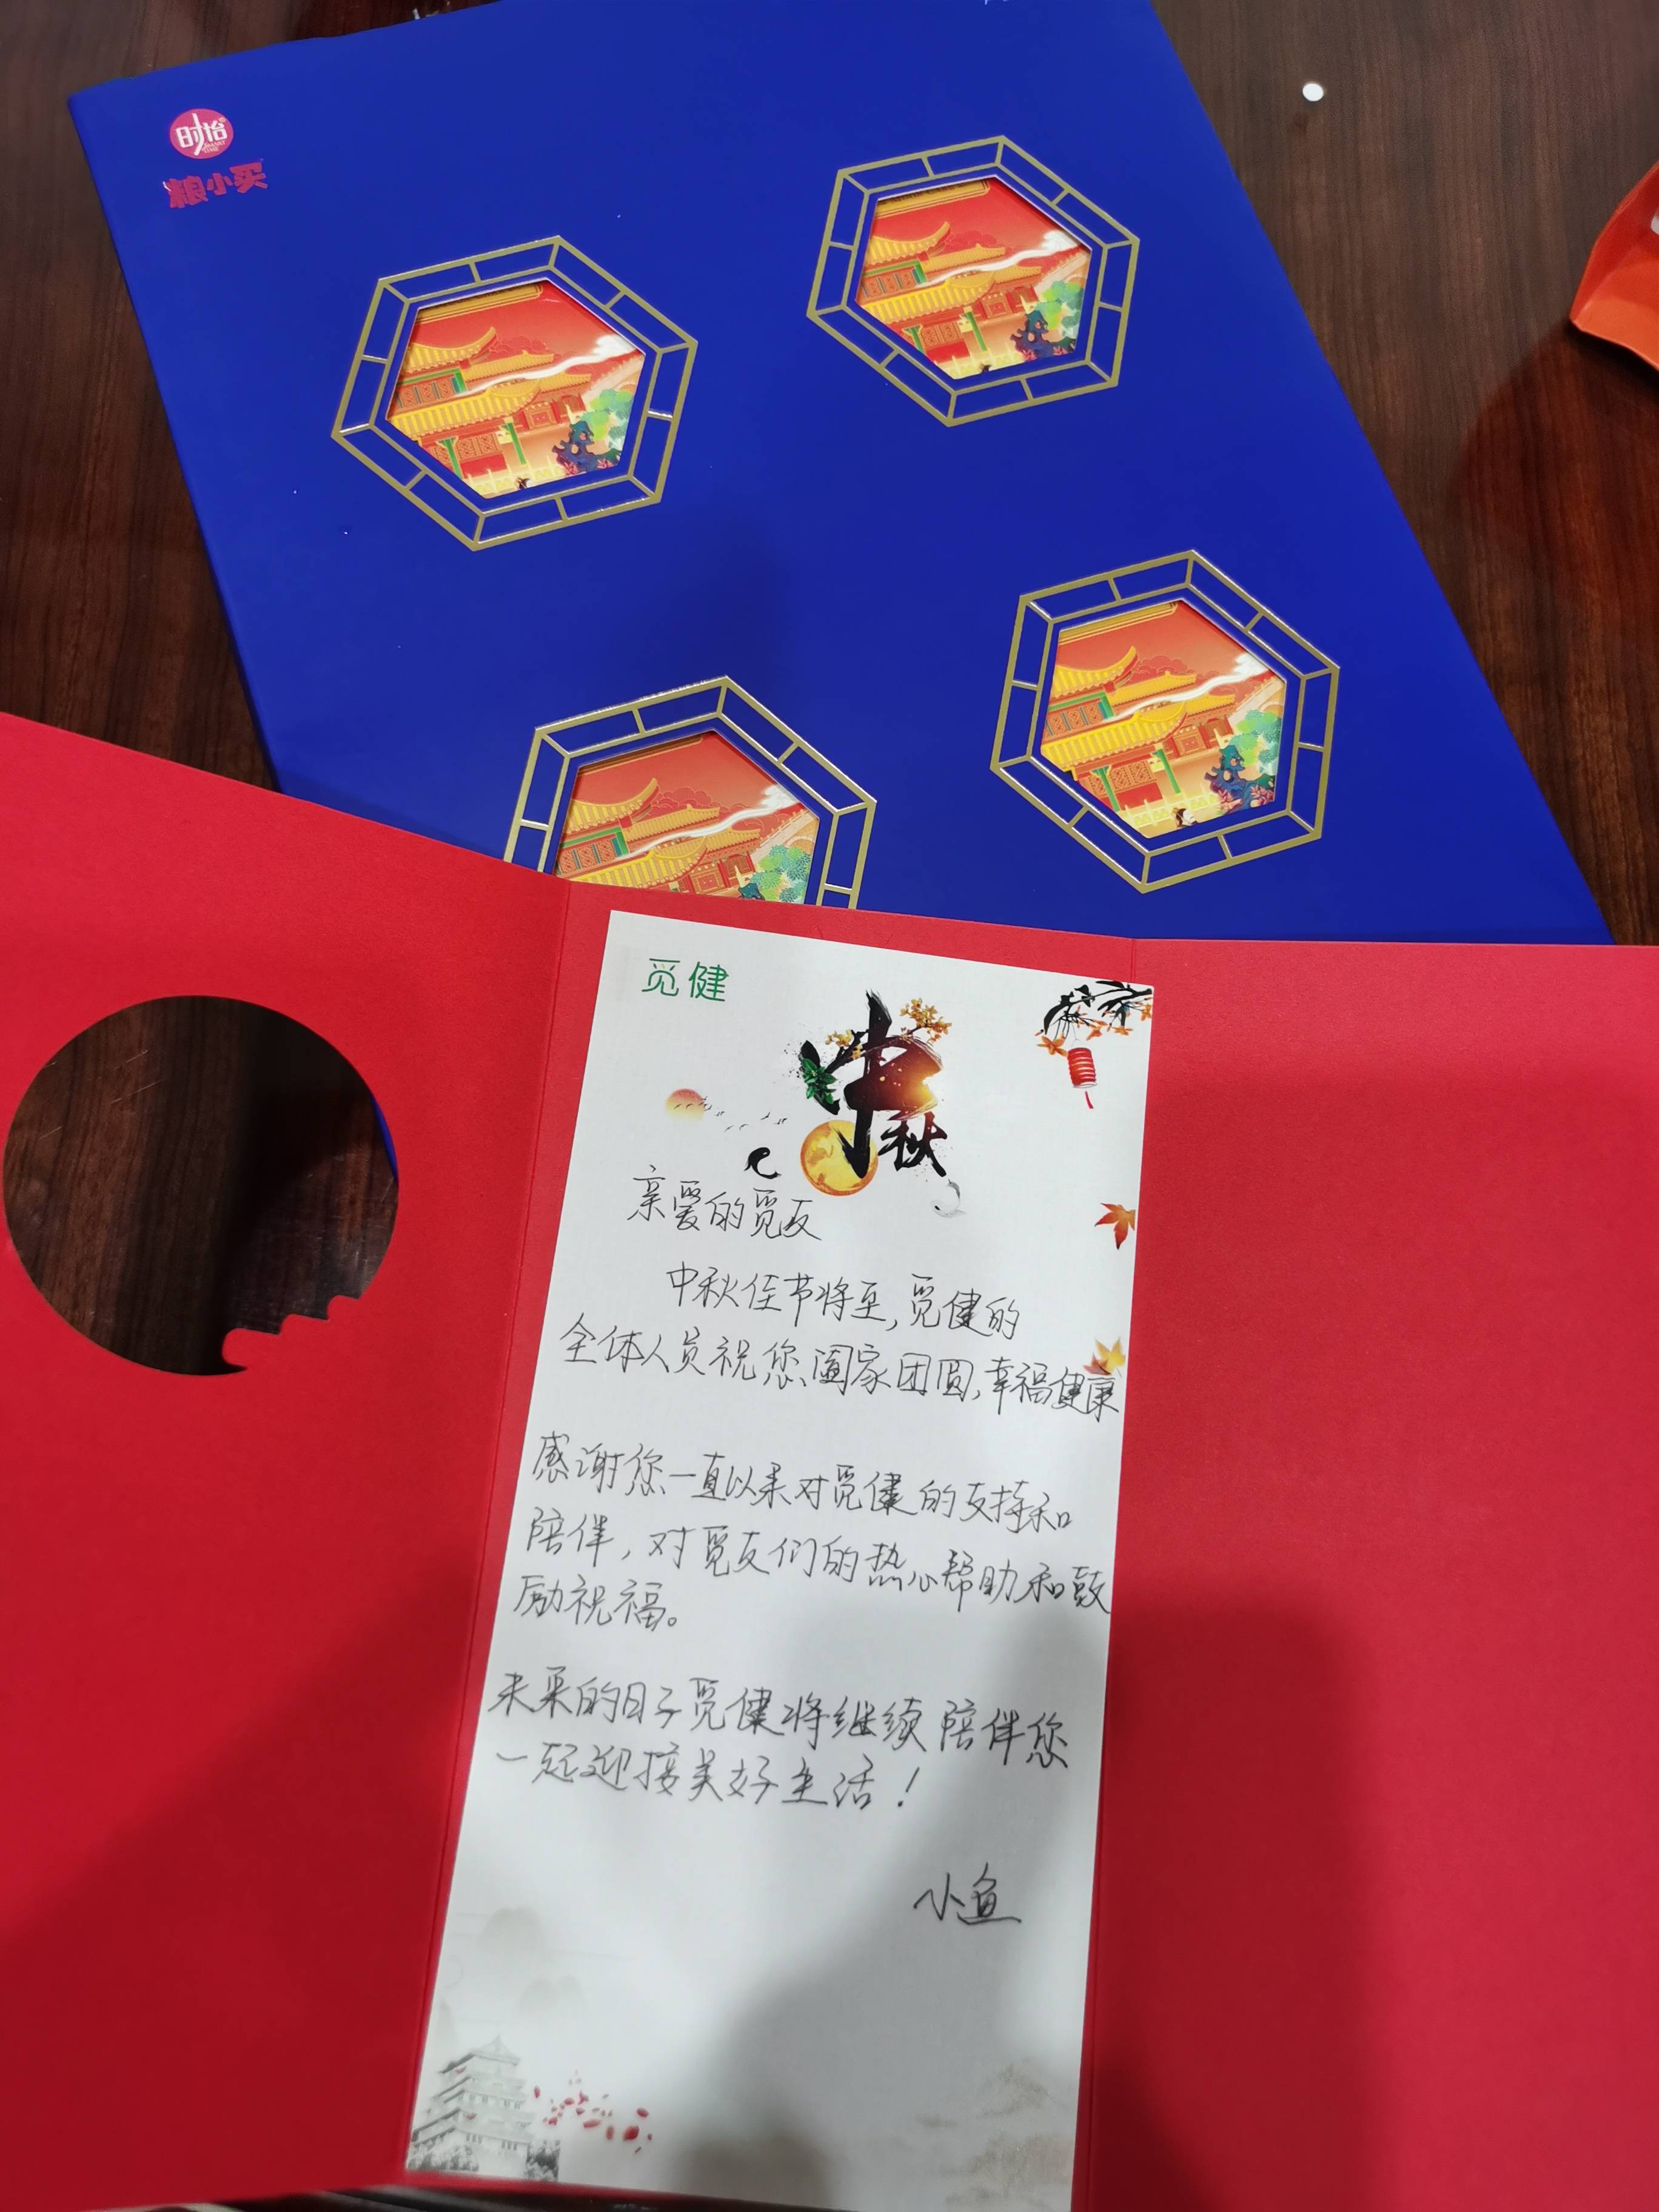 时怡
SMART TIME
粮小买
觅健
中秋
亲爱的觅友
中秋佳节将至,觅健的
全体人员祝您阖家团圆,幸福健康
感谢您一直以来对觅健的支持和
陪伴,对觅友们的热心帮助和鼓
励祝福。
未来的日子觅健将继续陪伴您
一起迎接美好生活!
小鱼